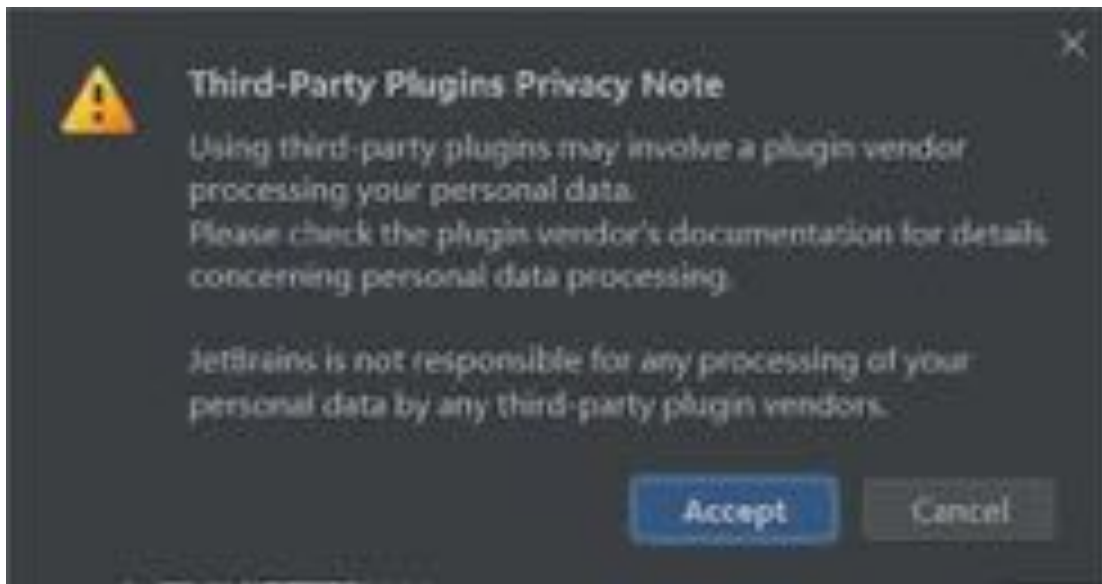 Third-Party Plugins Privacy Note
Using third-party plugins may involve a plugin vendor
processing your personal data.
Please check the plugin vendor's documentation for details
concerning personal data processing.
JetBrains is not responsible for any processing of your
personal data by any third-party plugin vendors.
Accept
Cancel